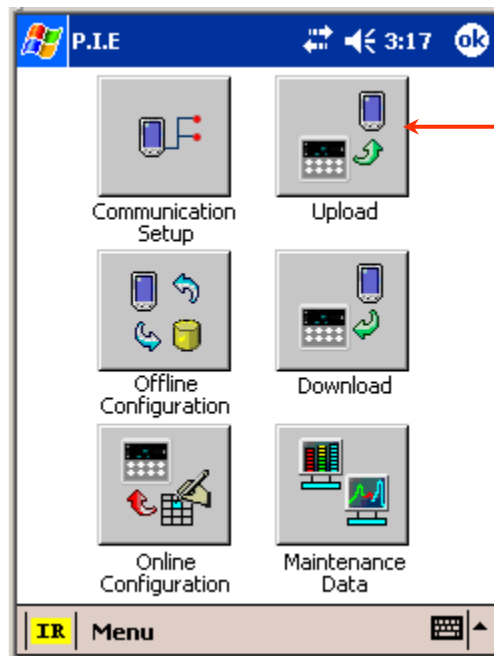 P.I.E 3:17 ok
Communication
Setup
Upload
Offline
Configuration
Download
Online
Configuration
Maintenance
Data
IR Menu